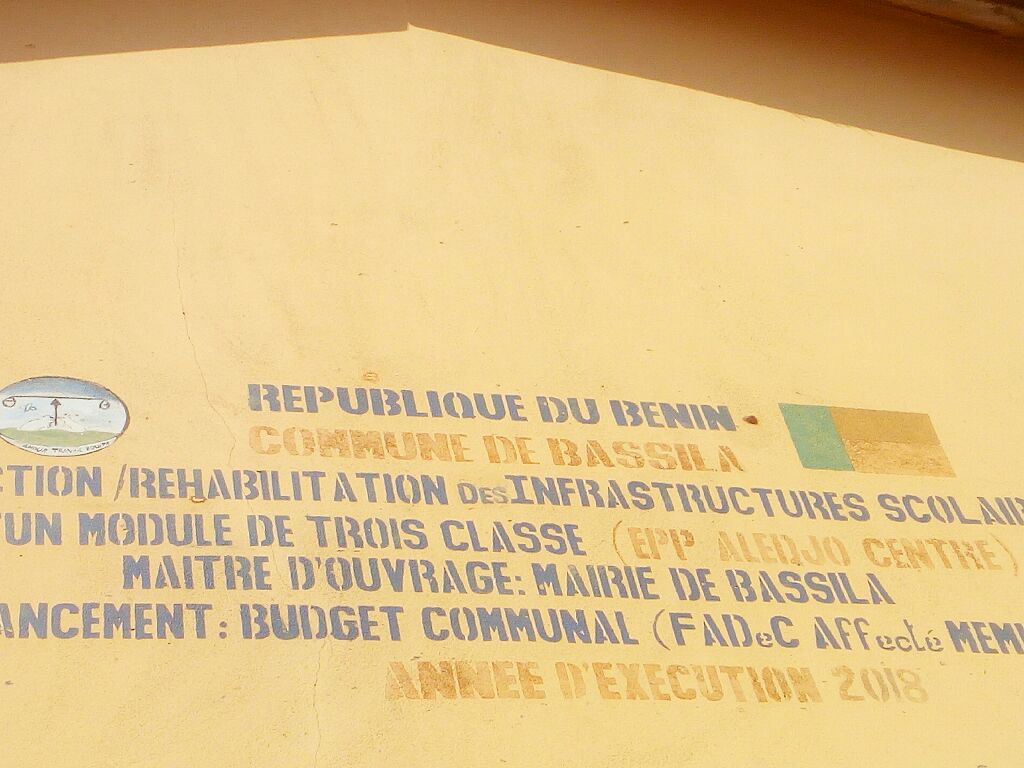 REPUBLIQUE DU BENIN
COMMUNE DE BASSILA
CTION /REHABILITATION DES INFRASTRUCTURES SCOLAIR
'UN MODULE DE TROIS CLASSE (EPP ALEDJO CENTRE)
MAITRE D'OUVRAGE: MAIRIE DE BASSILA
ANCEMENT: BUDGET COMMUNAL (FADeC Affecté MEM
ANNEE D'EXECUTION 2018